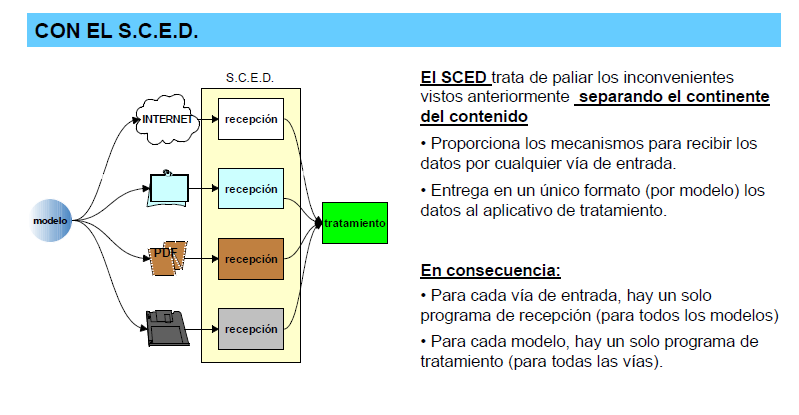 CON EL S.C.E.D.
S.C.E.D.
INTERNET
recepción
recepción
modelo
tratamiento
PDF
recepción
recepción
El SCED trata de paliar los inconvenientes
vistos anteriormente separando el continente
del contenido
• Proporciona los mecanismos para recibir los
datos por cualquier vía de entrada.
• Entrega en un único formato (por modelo) los
datos al aplicativo de tratamiento.
En consecuencia:
• Para cada vía de entrada, hay un solo
programa de recepción (para todos los modelos)
• Para cada modelo, hay un solo programa de
tratamiento (para todas las vías).